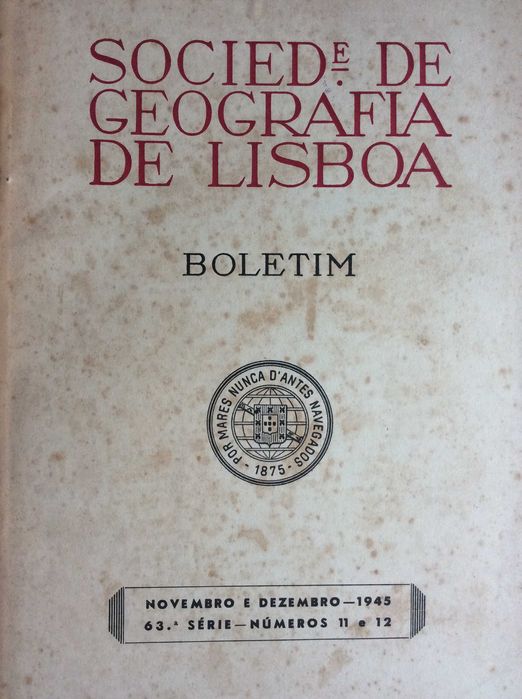 SOCIEDE. DE
GEOGRAFIA
DE LISBOA
BOLETIM
POR MARES NUNCA D'ANTES NAVEGADOS
- 1875 -
NOVEMBRO E DEZEMBRO—1945
63.ª SÉRIE—NÚMEROS 11 e 12